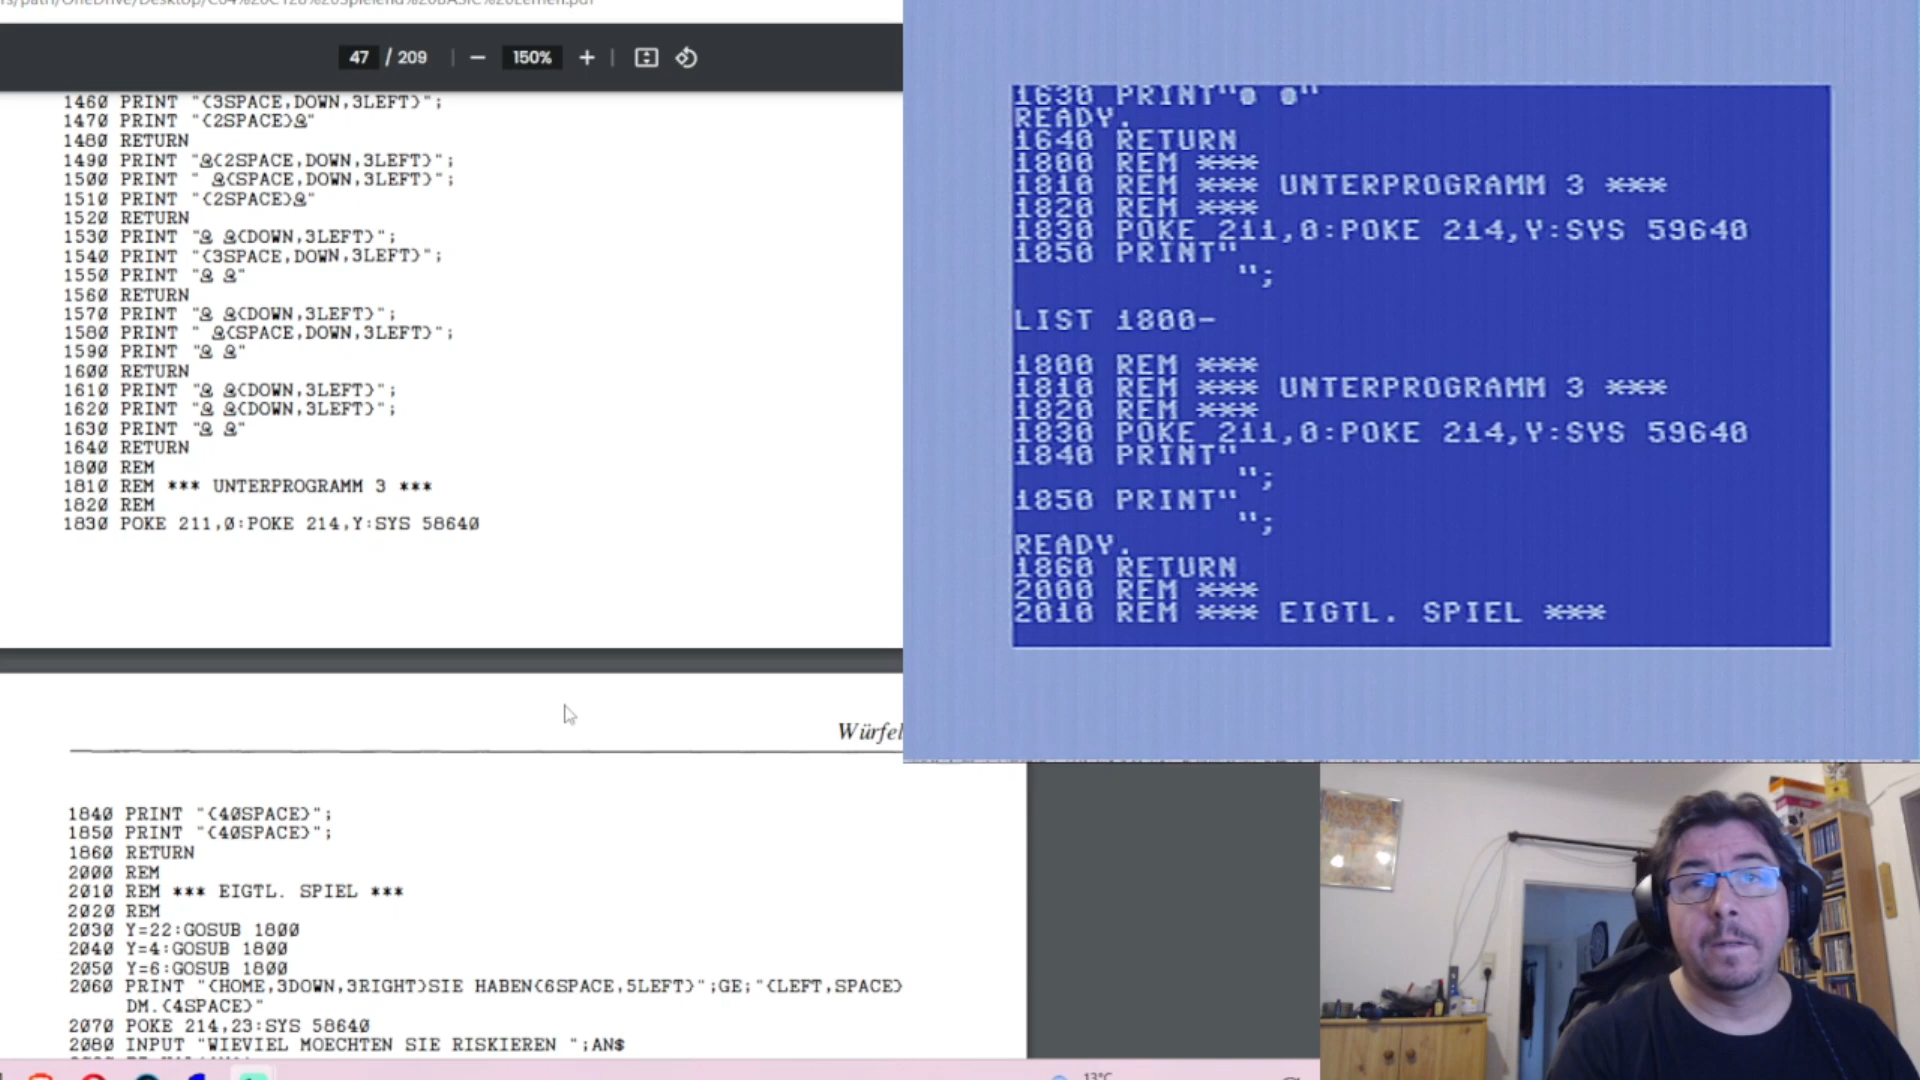 47 / 209 — 150% +
1460 PRINT "{3SPACE,DOWN,3LEFT}";
1470 PRINT "{2SPACE}Q"
1480 RETURN
1490 PRINT "Q{2SPACE,DOWN,3LEFT}";
1500 PRINT " Q{SPACE,DOWN,3LEFT}";
1510 PRINT "{2SPACE}Q"
1520 RETURN
1530 PRINT "Q Q{DOWN,3LEFT}";
1540 PRINT "{3SPACE,DOWN,3LEFT}";
1550 PRINT "Q Q"
1560 RETURN
1570 PRINT "Q Q{DOWN,3LEFT}";
1580 PRINT " Q{SPACE,DOWN,3LEFT}";
1590 PRINT "Q Q"
1600 RETURN
1610 PRINT "Q Q{DOWN,3LEFT}";
1620 PRINT "Q Q{DOWN,3LEFT}";
1630 PRINT "Q Q"
1640 RETURN
1800 REM
1810 REM *** UNTERPROGRAMM 3 ***
1820 REM
1830 POKE 211,0:POKE 214,Y:SYS 58640
1840 PRINT "{40SPACE}";
1850 PRINT "{40SPACE}";
1860 RETURN
2000 REM
2010 REM *** EIGTL. SPIEL ***
2020 REM
2030 Y=22:GOSUB 1800
2040 Y=4:GOSUB 1800
2050 Y=6:GOSUB 1800
2060 PRINT "{HOME,3DOWN,3RIGHT}SIE HABEN{6SPACE,5LEFT}";GE;"{LEFT,SPACE}
DM.{4SPACE}"
2070 POKE 214,23:SYS 58640
2080 INPUT "WIEVIEL MOECHTEN SIE RISKIEREN ";AN$
13°C
1630 PRINT"@ @"
READY.
1640 RETURN
1800 REM ***
1810 REM *** UNTERPROGRAMM 3 ***
1820 REM ***
1830 POKE 211,0:POKE 214,Y:SYS 59640
1850 PRINT"
";
LIST 1800-
1800 REM ***
1810 REM *** UNTERPROGRAMM 3 ***
1820 REM ***
1830 POKE 211,0:POKE 214,Y:SYS 59640
1840 PRINT"
";
1850 PRINT"
";
READY.
1860 RETURN
2000 REM ***
2010 REM *** EIGTL. SPIEL ***